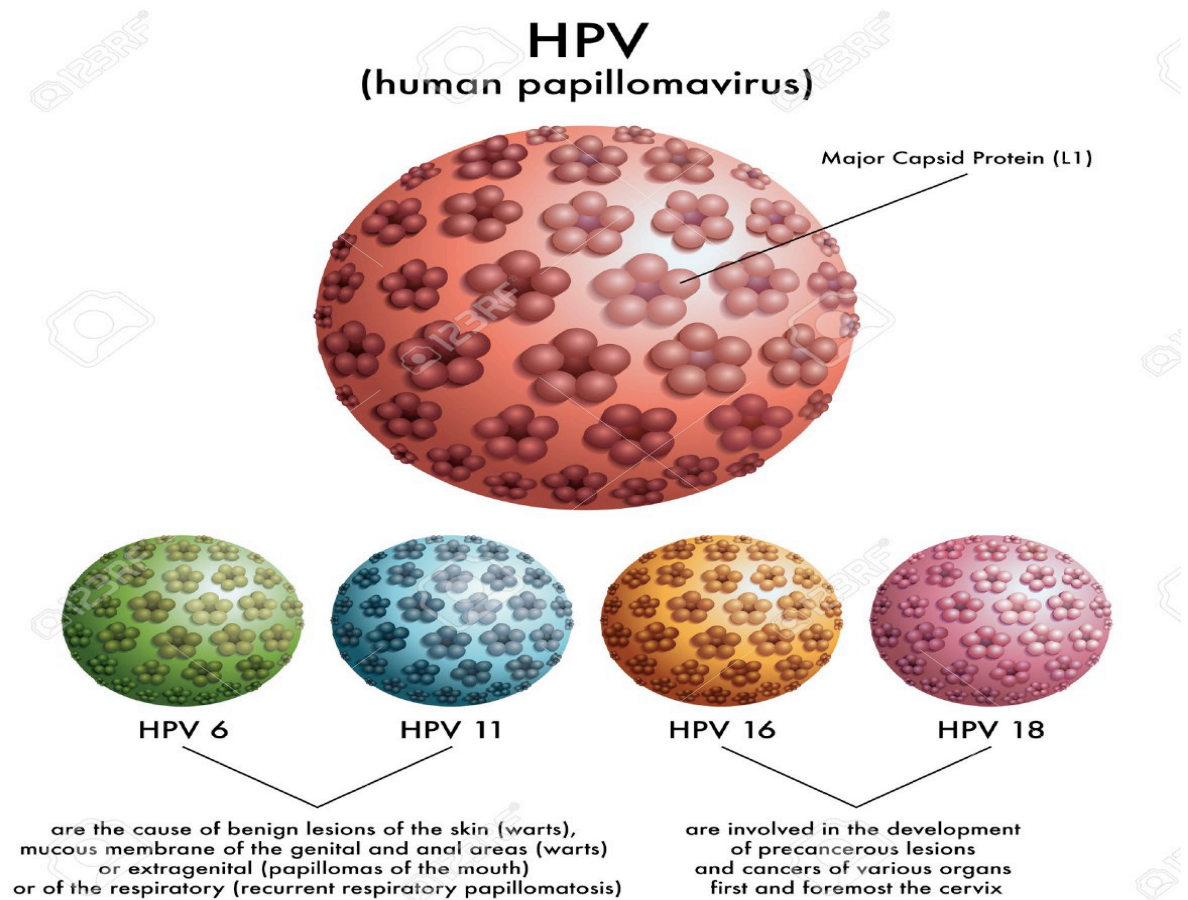 HPV
(human papillomavirus)
Major Capsid Protein (L1)
HPV 6
HPV 11
HPV 16
HPV 18
are the cause of benign lesions of the skin (warts),
mucous membrane of the genital and anal areas (warts)
or extragenital (papillomas of the mouth)
or of the respiratory (recurrent respiratory papillomatosis)
are involved in the development
of precancerous lesions
and cancers of various organs
first and foremost the cervix
123RF